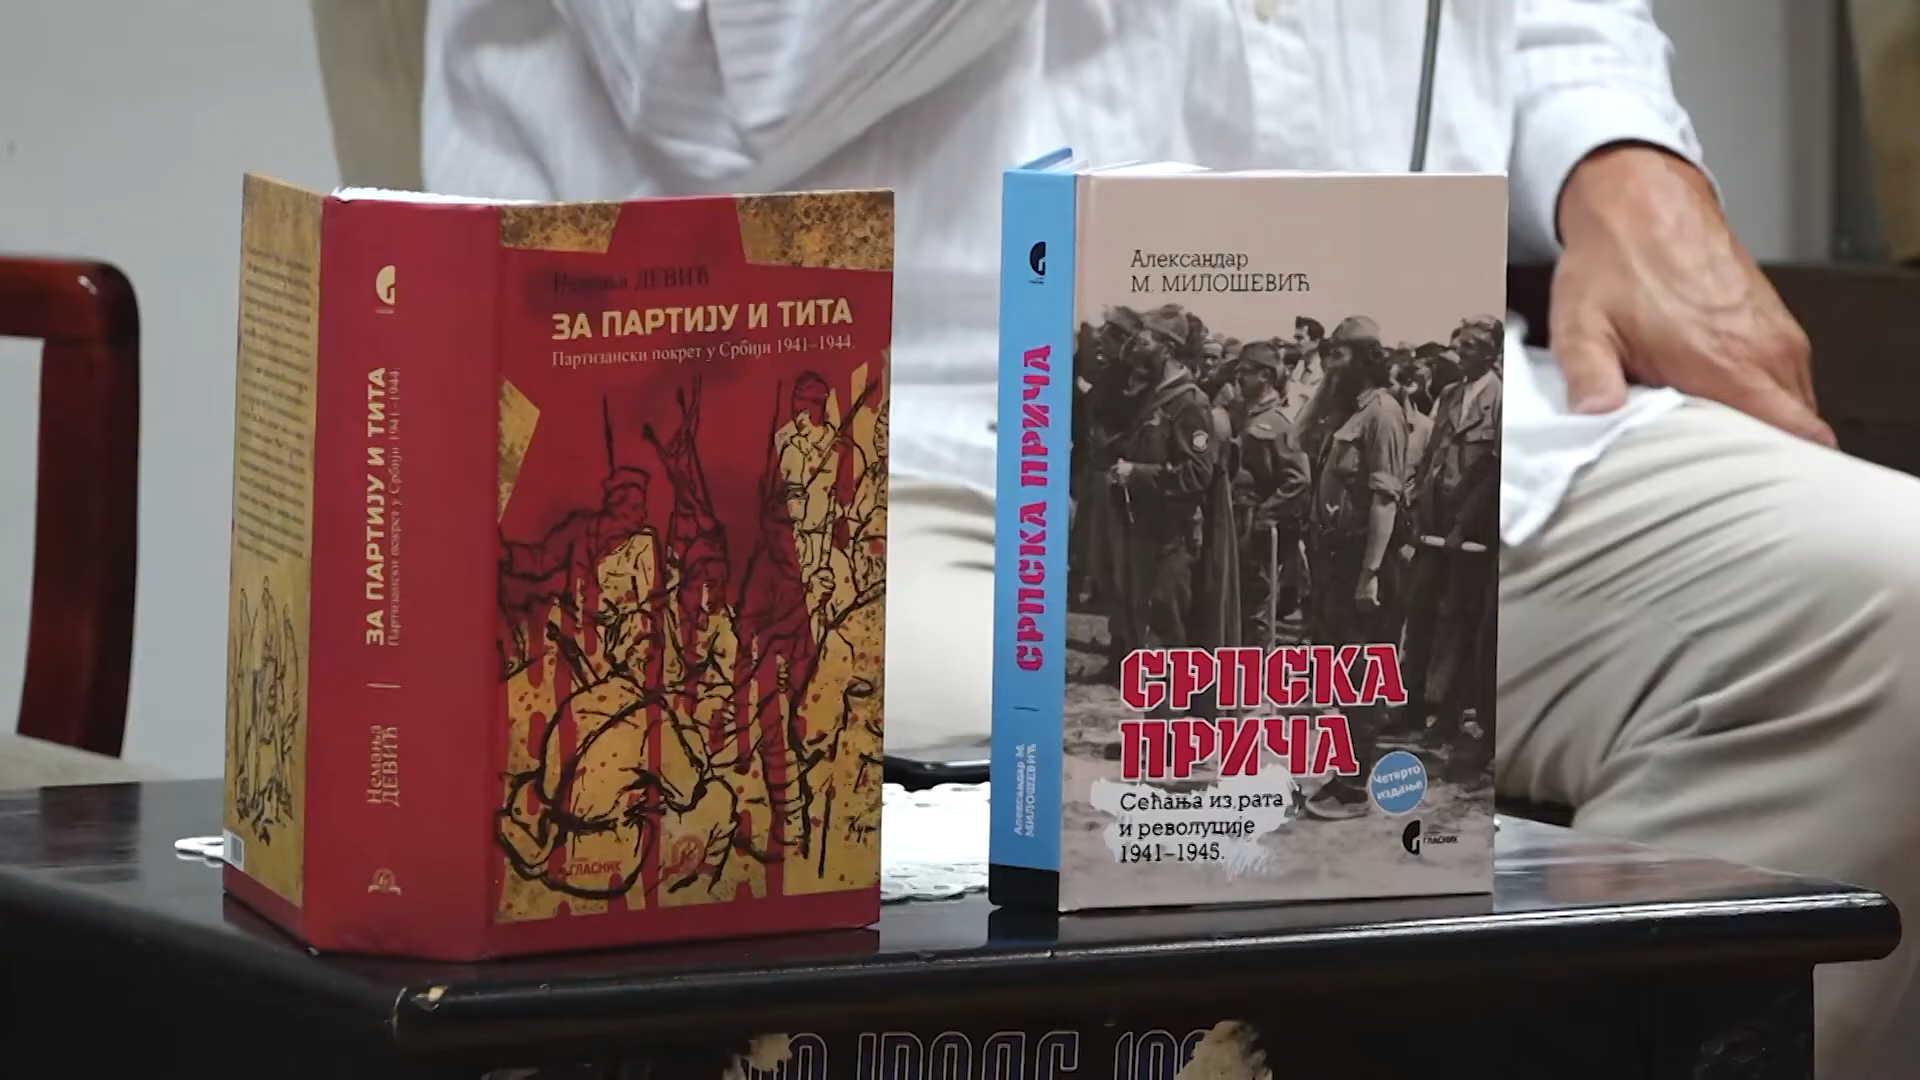 Немања ДЕВИЋ
ЗА ПАРТИЈУ И ТИТА
Партизански покрет у Србији 1941–1944.
ГЛАСНИК
ЗА ПАРТИЈУ И ТИТА
Партизански покрет у Србији 1941–1944.
Немања
ДЕВИЋ
СРПСКА ПРИЧА
Александар М.
МИЛОШЕВИЋ
Александар
М. МИЛОШЕВИЋ
СРПСКА
ПРИЧА
Сећања из рата
и револуције
1941–1945.
Четврто
издање
ГЛАСНИК